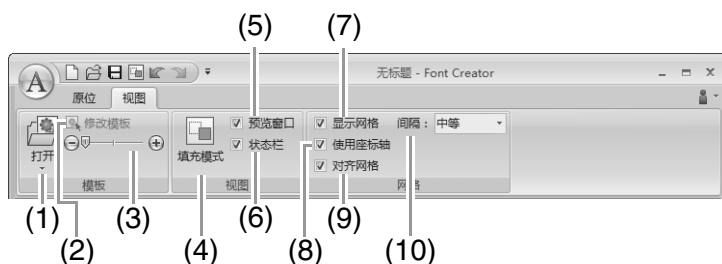 (5) (7)
A 无标题 - Font Creator
原位 视图
修改模板 预览窗口 显示网格 间隔： 中等
打开 填充模式 状态栏 使用座标轴
对齐网格
模板 视图 网格
(1) (3) (6) (9)
(2) (4) (8) (10)